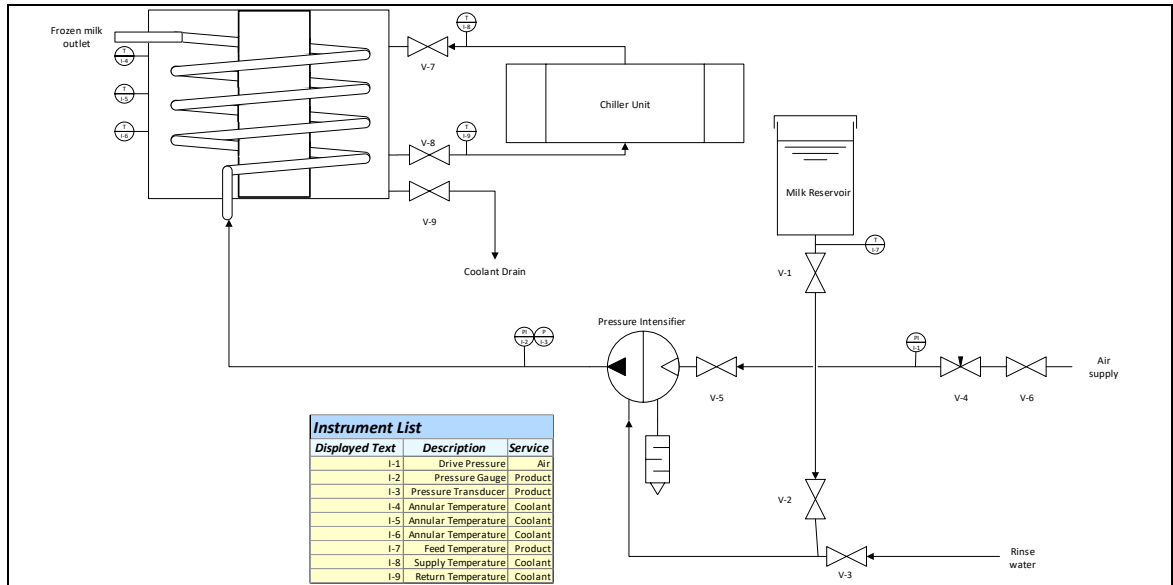 Frozen milk
outlet
T
I-4
T
I-5
T
I-6
T
I-8
V-7
Chiller Unit
T
I-9
V-8
V-9
Coolant Drain
Milk Reservoir
T
I-7
V-1
Pressure Intensifier
PI
I-2
P
I-3
PI
I-1
Air
supply
V-5
V-4
V-6
V-2
V-3
Rinse
water
Instrument List
Displayed Text Description Service
I-1 Drive Pressure Air
I-2 Pressure Gauge Product
I-3 Pressure Transducer Product
I-4 Annular Temperature Coolant
I-5 Annular Temperature Coolant
I-6 Annular Temperature Coolant
I-7 Feed Temperature Product
I-8 Supply Temperature Coolant
I-9 Return Temperature Coolant